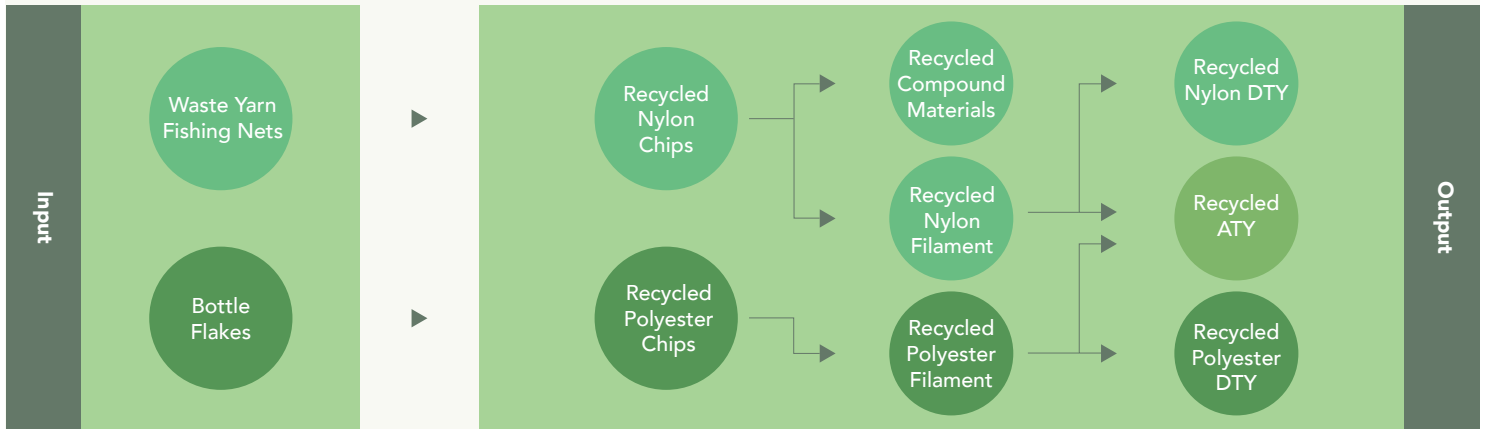 Input
Waste Yarn
Fishing Nets
Bottle
Flakes
Recycled
Nylon
Chips
Recycled
Polyester
Chips
Recycled
Compound
Materials
Recycled
Nylon
Filament
Recycled
Polyester
Filament
Recycled
Nylon DTY
Recycled
ATY
Recycled
Polyester
DTY
Output